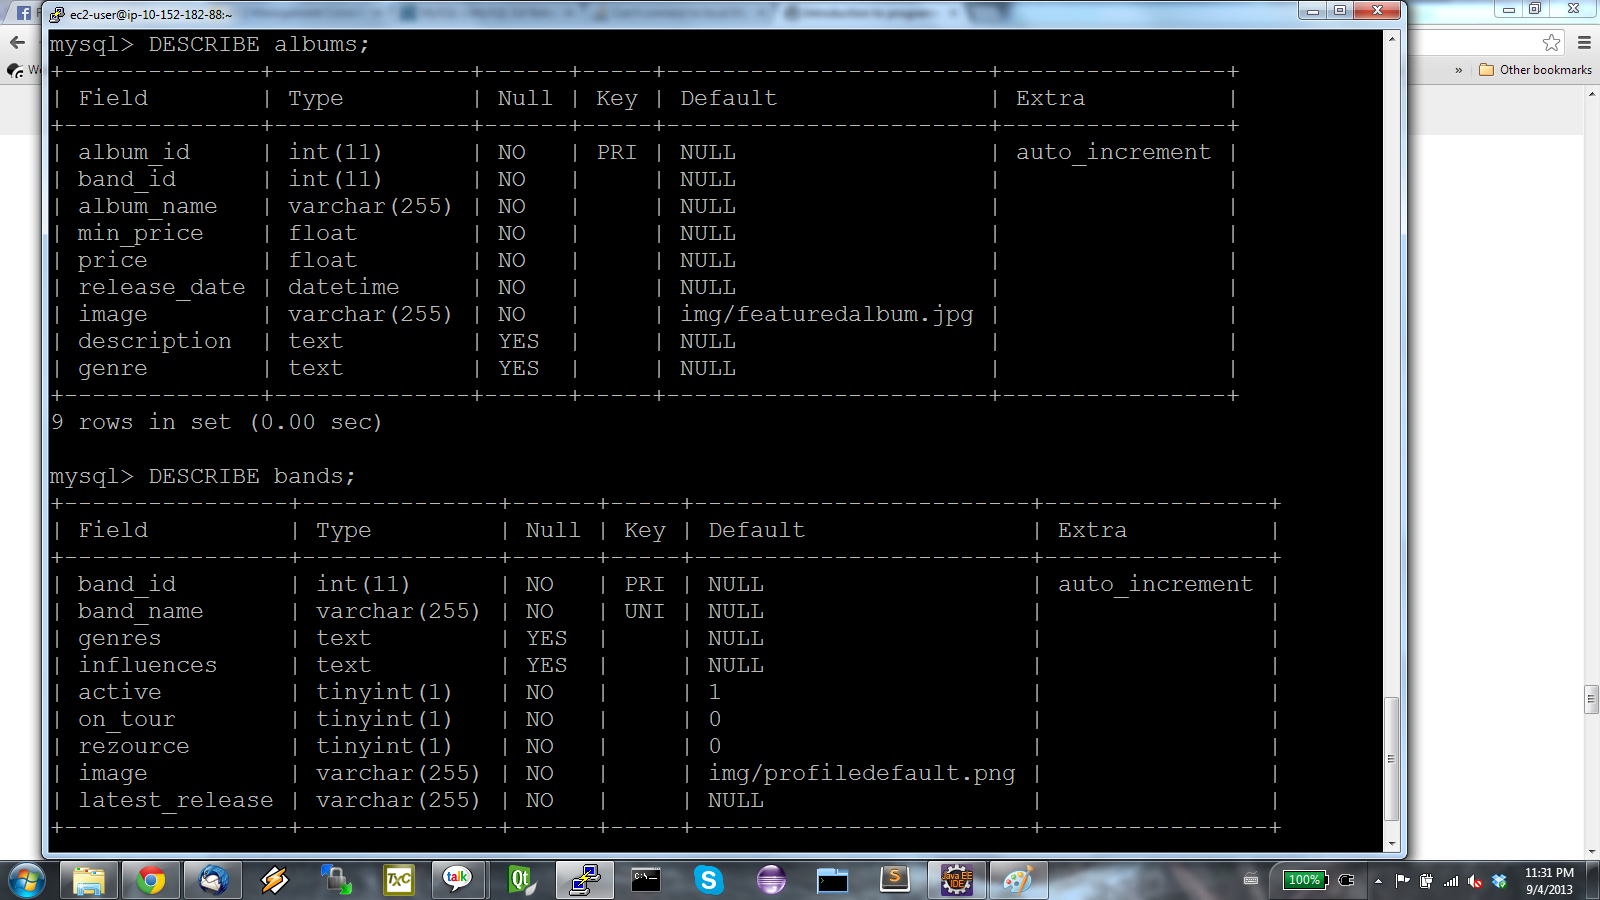 ec2-user@ip-10-152-182-88:~
Other bookmarks
mysql> DESCRIBE albums;
+--------------+--------------+------+-----+-----------------------+----------------+
| Field        | Type         | Null | Key | Default               | Extra          |
+--------------+--------------+------+-----+-----------------------+----------------+
| album_id     | int(11)      | NO   | PRI | NULL                  | auto_increment |
| band_id      | int(11)      | NO   |     | NULL                  |                |
| album_name   | varchar(255) | NO   |     | NULL                  |                |
| min_price    | float        | NO   |     | NULL                  |                |
| price        | float        | NO   |     | NULL                  |                |
| release_date | datetime     | NO   |     | NULL                  |                |
| image        | varchar(255) | NO   |     | img/featuredalbum.jpg |                |
| description  | text         | YES  |     | NULL                  |                |
| genre        | text         | YES  |     | NULL                  |                |
+--------------+--------------+------+-----+-----------------------+----------------+
9 rows in set (0.00 sec)
mysql> DESCRIBE bands;
+----------------+--------------+------+-----+------------------------+----------------+
| Field          | Type         | Null | Key | Default                | Extra          |
+----------------+--------------+------+-----+------------------------+----------------+
| band_id        | int(11)      | NO   | PRI | NULL                   | auto_increment |
| band_name      | varchar(255) | NO   | UNI | NULL                   |                |
| genres         | text         | YES  |     | NULL                   |                |
| influences     | text         | YES  |     | NULL                   |                |
| active         | tinyint(1)   | NO   |     | 1                      |                |
| on_tour        | tinyint(1)   | NO   |     | 0                      |                |
| rezource       | tinyint(1)   | NO   |     | 0                      |                |
| image          | varchar(255) | NO   |     | img/profiledefault.png |                |
| latest_release | varchar(255) | NO   |     | NULL                   |                |
+----------------+--------------+------+-----+------------------------+----------------+
TxC
talk
Qt
C:\_
S
S
Java EE
IDE
100%
11:31 PM
9/4/2013